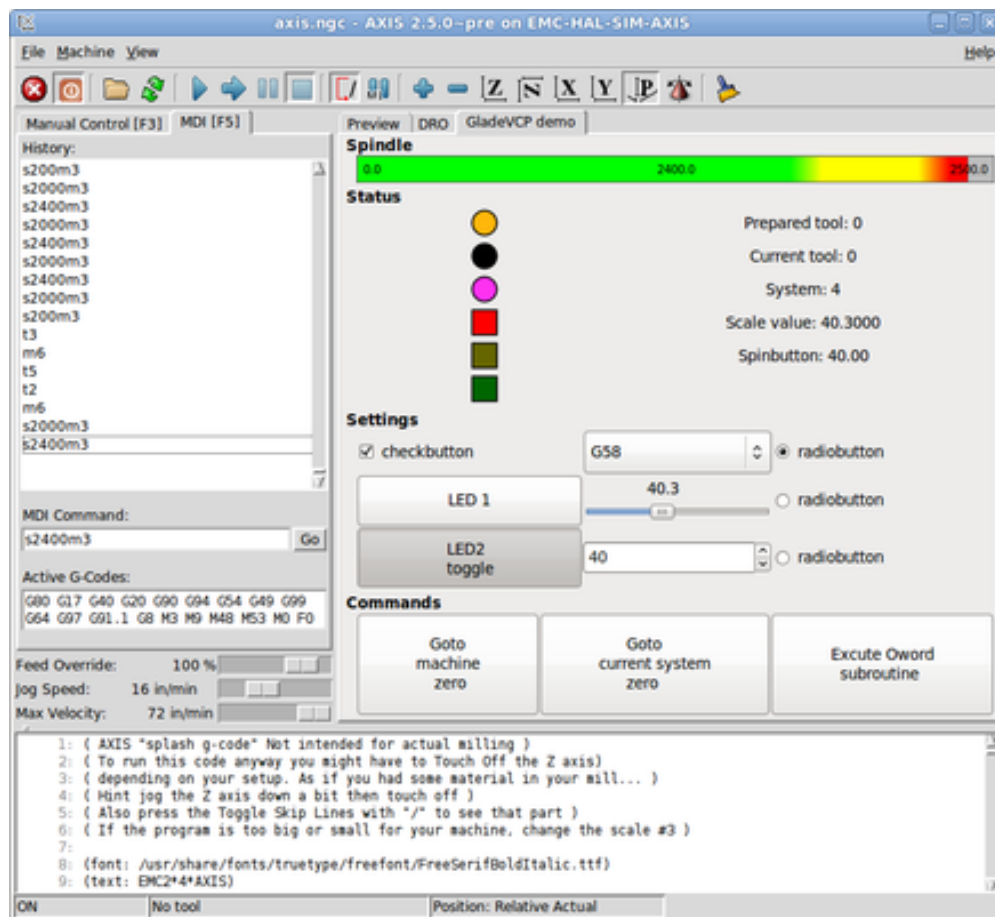 axis.ngc - AXIS 2.5.0~pre on EMC-HAL-SIM-AXIS
File Machine View Help
Manual Control [F3] MDI [F5]
Preview DRO GladeVCP demo
History:
s200m3
s2000m3
s2400m3
s2000m3
s2400m3
s2000m3
s2400m3
s2000m3
s200m3
t3
m6
t5
t2
m6
s2000m3
s2400m3
MDI Command:
s2400m3 Go
Active G-Codes:
G80 G17 G40 G20 G90 G94 G54 G49 G99
G64 G97 G91.1 G8 M3 M9 M48 M53 M0 F0
Feed Override: 100 %
Jog Speed: 16 in/min
Max Velocity: 72 in/min
Spindle
0.0 2400.0 2500.0
Status
Prepared tool: 0
Current tool: 0
System: 4
Scale value: 40.3000
Spinbutton: 40.00
Settings
checkbutton G58 radiobutton
LED 1 40.3 radiobutton
LED2
toggle
40 radiobutton
Commands
Goto
machine
zero
Goto
current system
zero
Excute Oword
subroutine
1: ( AXIS "splash g-code" Not intended for actual milling )
2: ( To run this code anyway you might have to Touch Off the Z axis)
3: ( depending on your setup. As if you had some material in your mill... )
4: ( Hint jog the Z axis down a bit then touch off )
5: ( Also press the Toggle Skip Lines with "/" to see that part )
6: ( If the program is too big or small for your machine, change the scale #3 )
7:
8: (font: /usr/share/fonts/truetype/freefont/FreeSerifBoldItalic.ttf)
9: (text: EMC2*4*AXIS)
ON No tool Position: Relative Actual